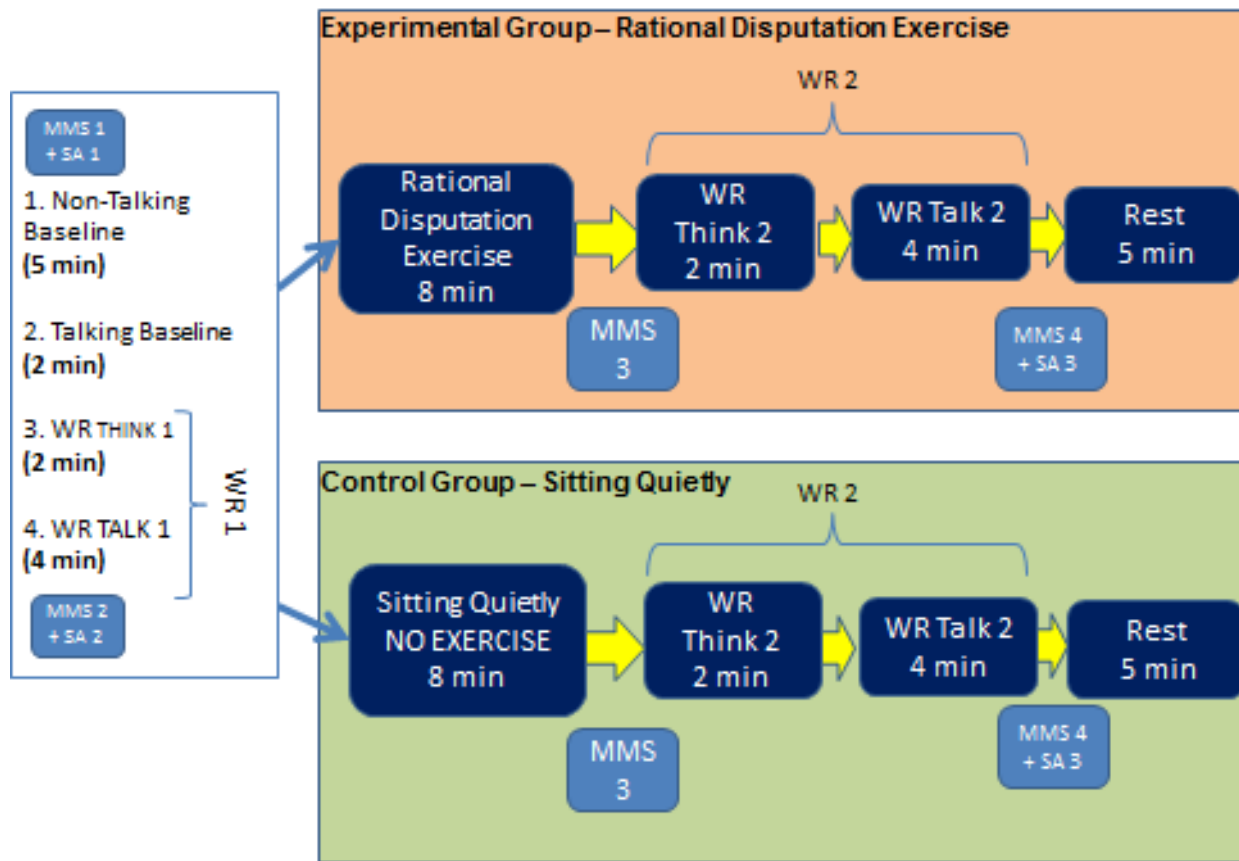 MMS 1
+ SA 1
1. Non-Talking
Baseline
(5 min)
2. Talking Baseline
(2 min)
3. WR THINK 1
(2 min)
4. WR TALK 1
(4 min)
WR 1
MMS 2
+ SA 2
Experimental Group – Rational Disputation Exercise
WR 2
Rational
Disputation
Exercise
8 min
WR
Think 2
2 min
WR Talk 2
4 min
Rest
5 min
MMS
3
MMS 4
+ SA 3
Control Group – Sitting Quietly
WR 2
Sitting Quietly
NO EXERCISE
8 min
WR
Think 2
2 min
WR Talk 2
4 min
Rest
5 min
MMS
3
MMS 4
+ SA 3